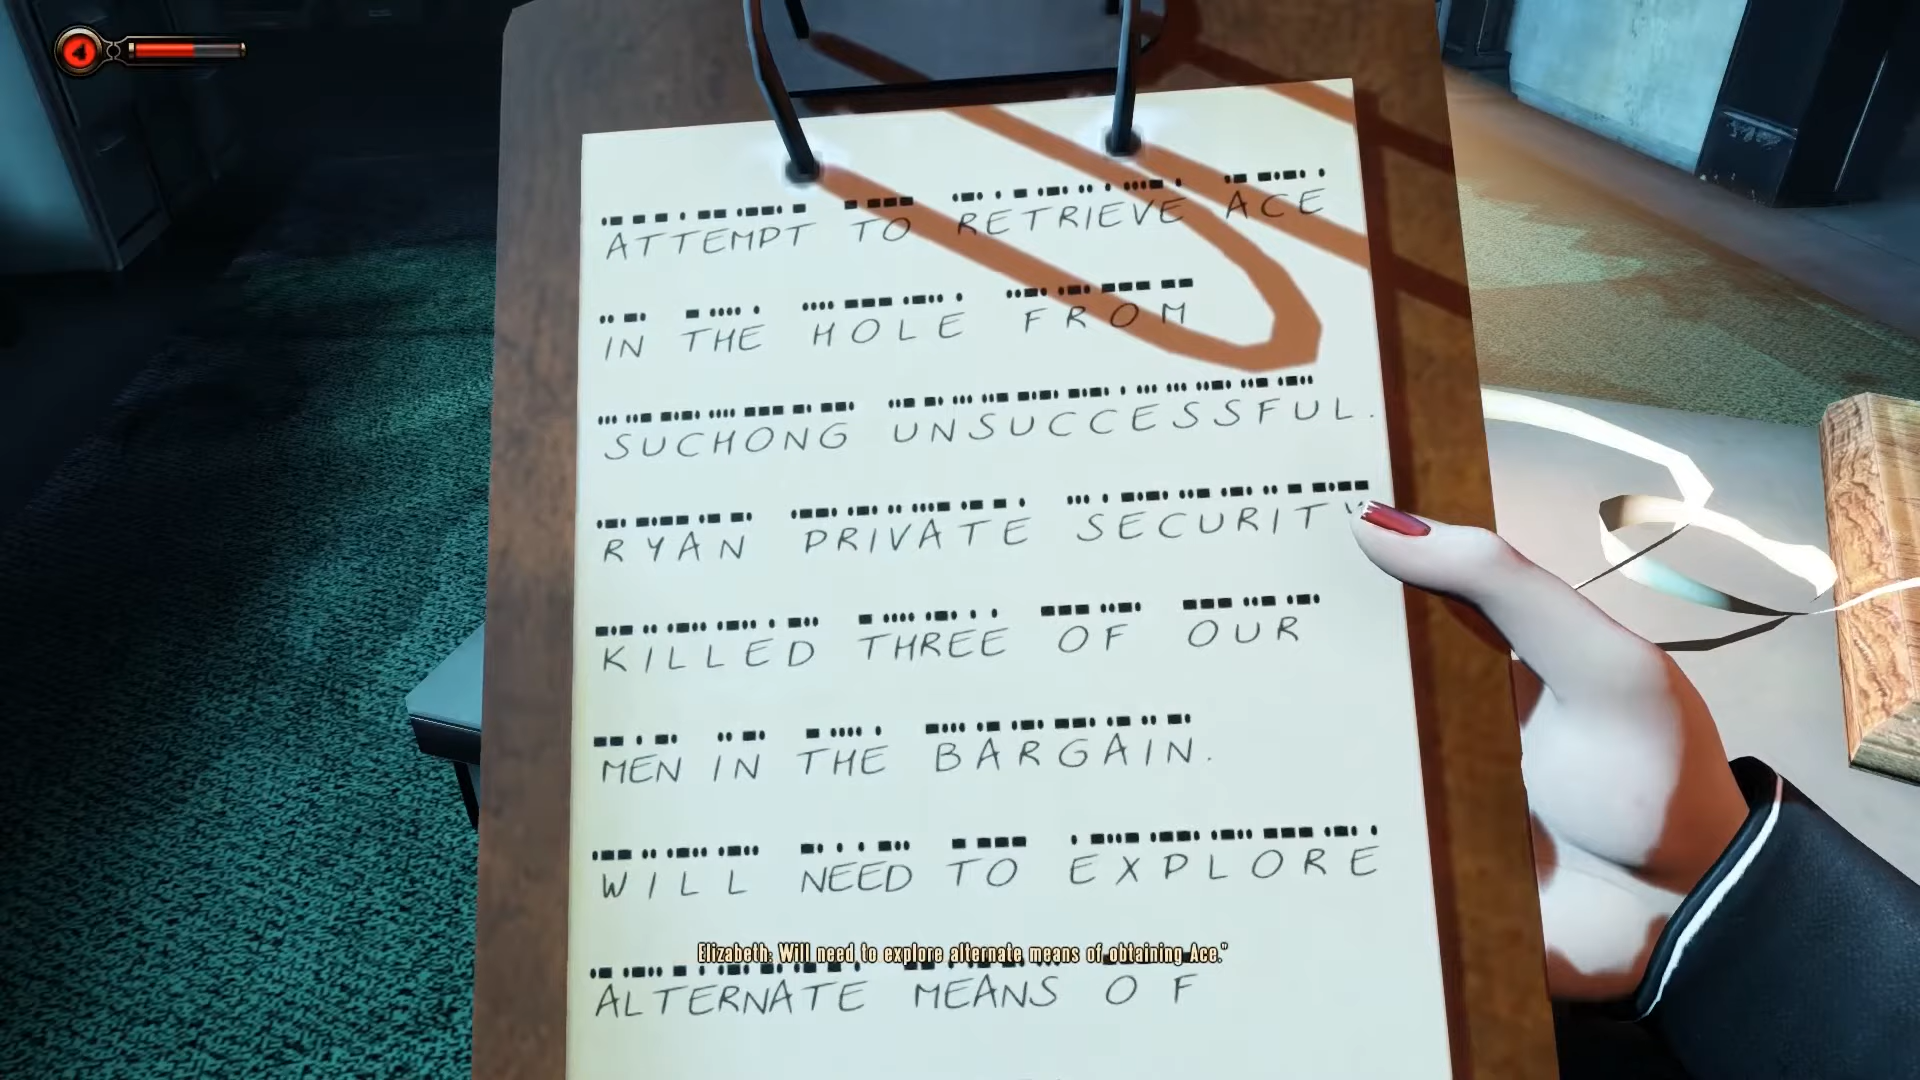 4
ATTEMPT TO RETRIEVE ACE
IN THE HOLE FROM
SUCHONG UNSUCCESSFUL.
RYAN PRIVATE SECURITY
KILLED THREE OF OUR
MEN IN THE BARGAIN.
WILL NEED TO EXPLORE
Elizabeth: Will need to explore alternate means of obtaining Ace."
ALTERNATE MEANS OF